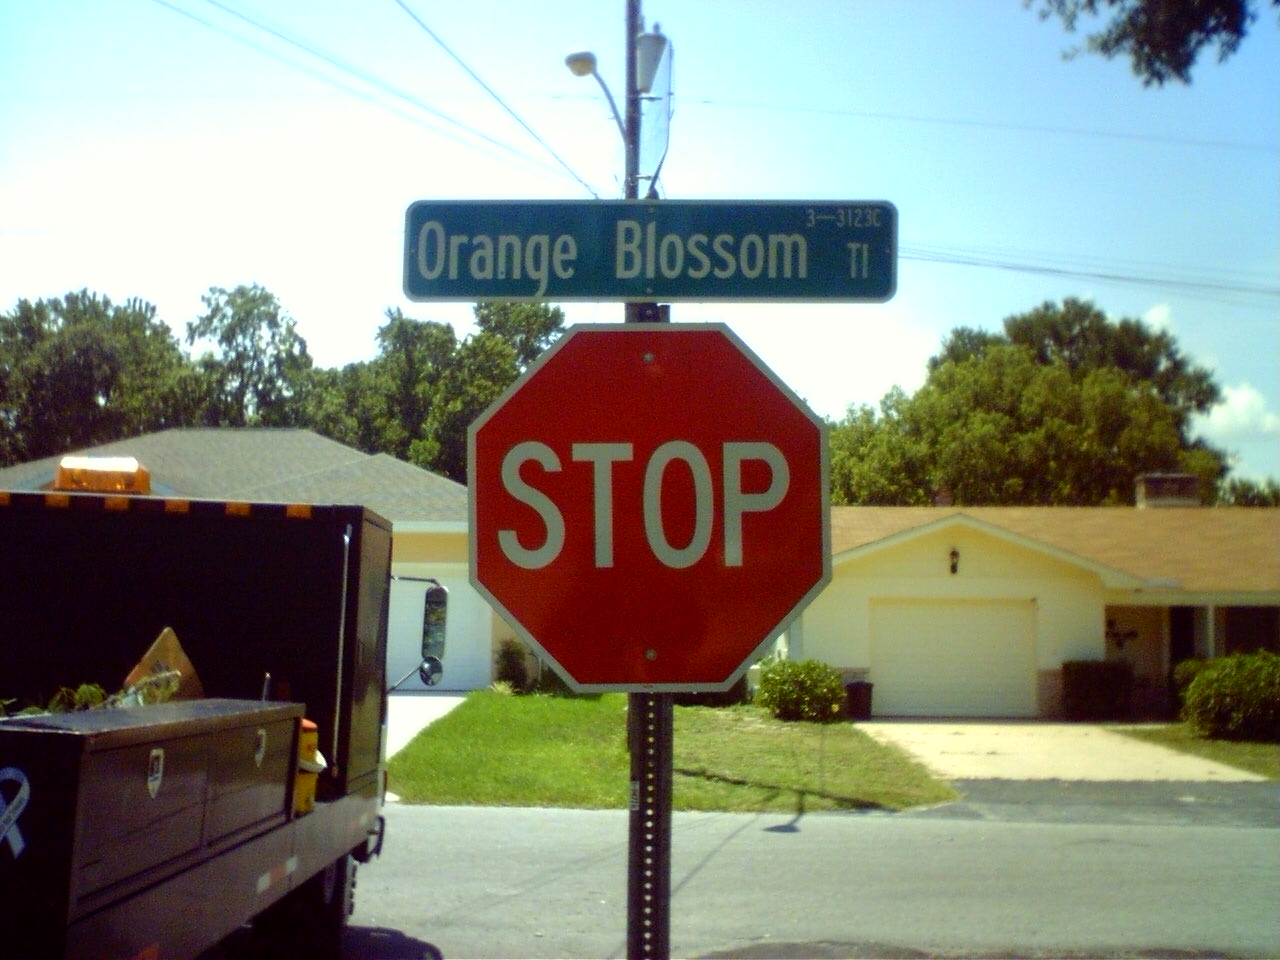 3-3123C
Orange Blossom Tl
STOP